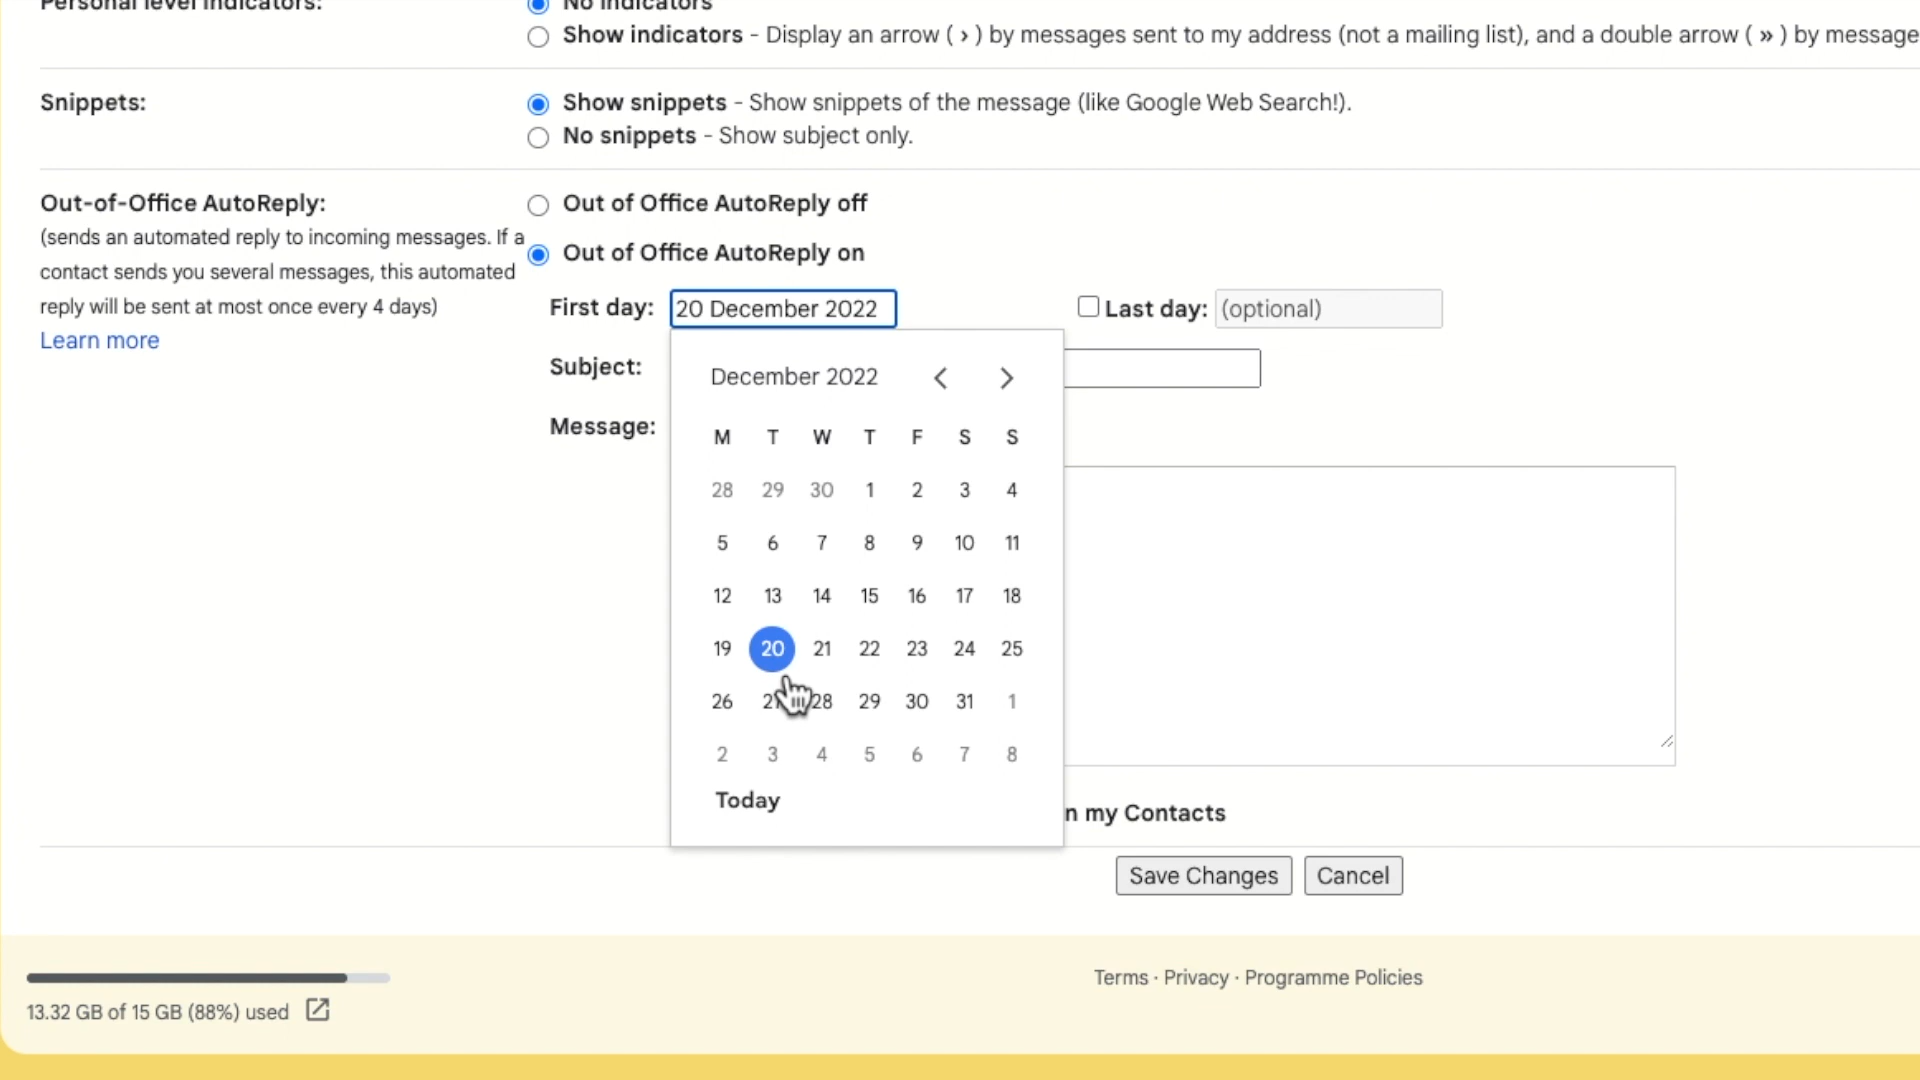 Personal level indicators:
No indicators
Show indicators - Display an arrow ( › ) by messages sent to my address (not a mailing list), and a double arrow ( » ) by message
Snippets:
Show snippets - Show snippets of the message (like Google Web Search!).
No snippets - Show subject only.
Out-of-Office AutoReply:
(sends an automated reply to incoming messages. If a
contact sends you several messages, this automated
reply will be sent at most once every 4 days)
Learn more
Out of Office AutoReply off
Out of Office AutoReply on
First day: 20 December 2022
Last day: (optional)
Subject:
Message:
December 2022
M T W T F S S
28 29 30 1 2 3 4
5 6 7 8 9 10 11
12 13 14 15 16 17 18
19 20 21 22 23 24 25
26 27 28 29 30 31 1
2 3 4 5 6 7 8
Today
n my Contacts
Save Changes Cancel
13.32 GB of 15 GB (88%) used
Terms · Privacy · Programme Policies